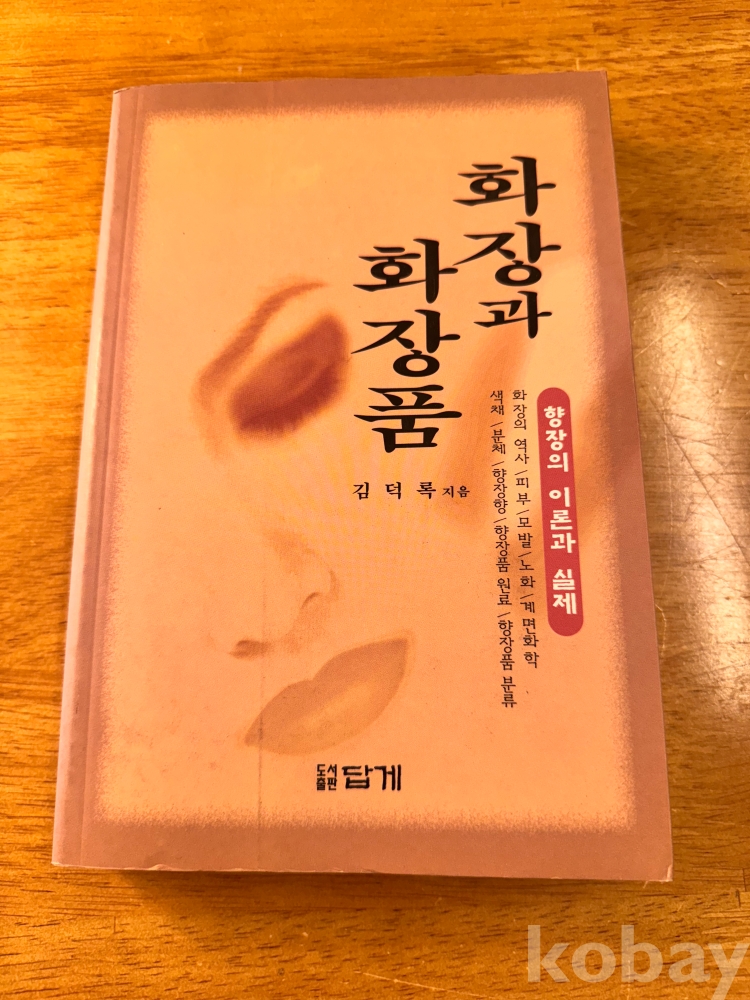 화장과
화장품
향장의 이론과 실제
화장의 역사/피부/모발/노화/계면화학
색채/분체/향장향/향장품 원료/향장품 분류
김덕록 지음
도서출판 답게
kobay